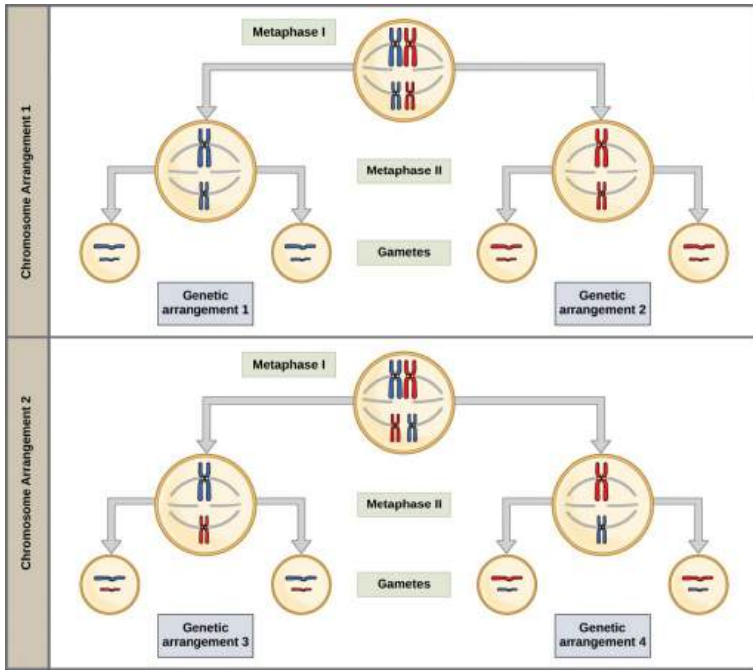 Chromosome Arrangement 1
Metaphase I
Metaphase II
Gametes
Genetic
arrangement 1
Genetic
arrangement 2
Chromosome Arrangement 2
Metaphase I
Metaphase II
Gametes
Genetic
arrangement 3
Genetic
arrangement 4